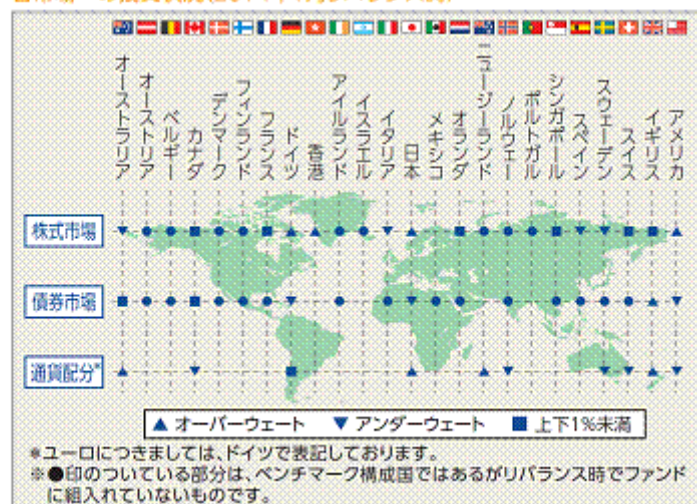 オーストラリア
オーストリア
ベルギー
カナダ
デンマーク
フィンランド
フランス
ドイツ
香港
アイルランド
イスラエル
イタリア
日本
メキシコ
オランダ
ニュージーランド
ノルウェー
ポルトガル
シンガポール
スペイン
スウェーデン
スイス
イギリス
アメリカ
株式市場
債券市場
通貨配分*
▲ オーバーウェート ▼ アンダーウェート ■ 上下1%未満
*ユーロにつきましては、ドイツで表記しております。
※●印のついている部分は、ベンチマーク構成国ではあるがリバランス時でファンド
に組入れていないものです。